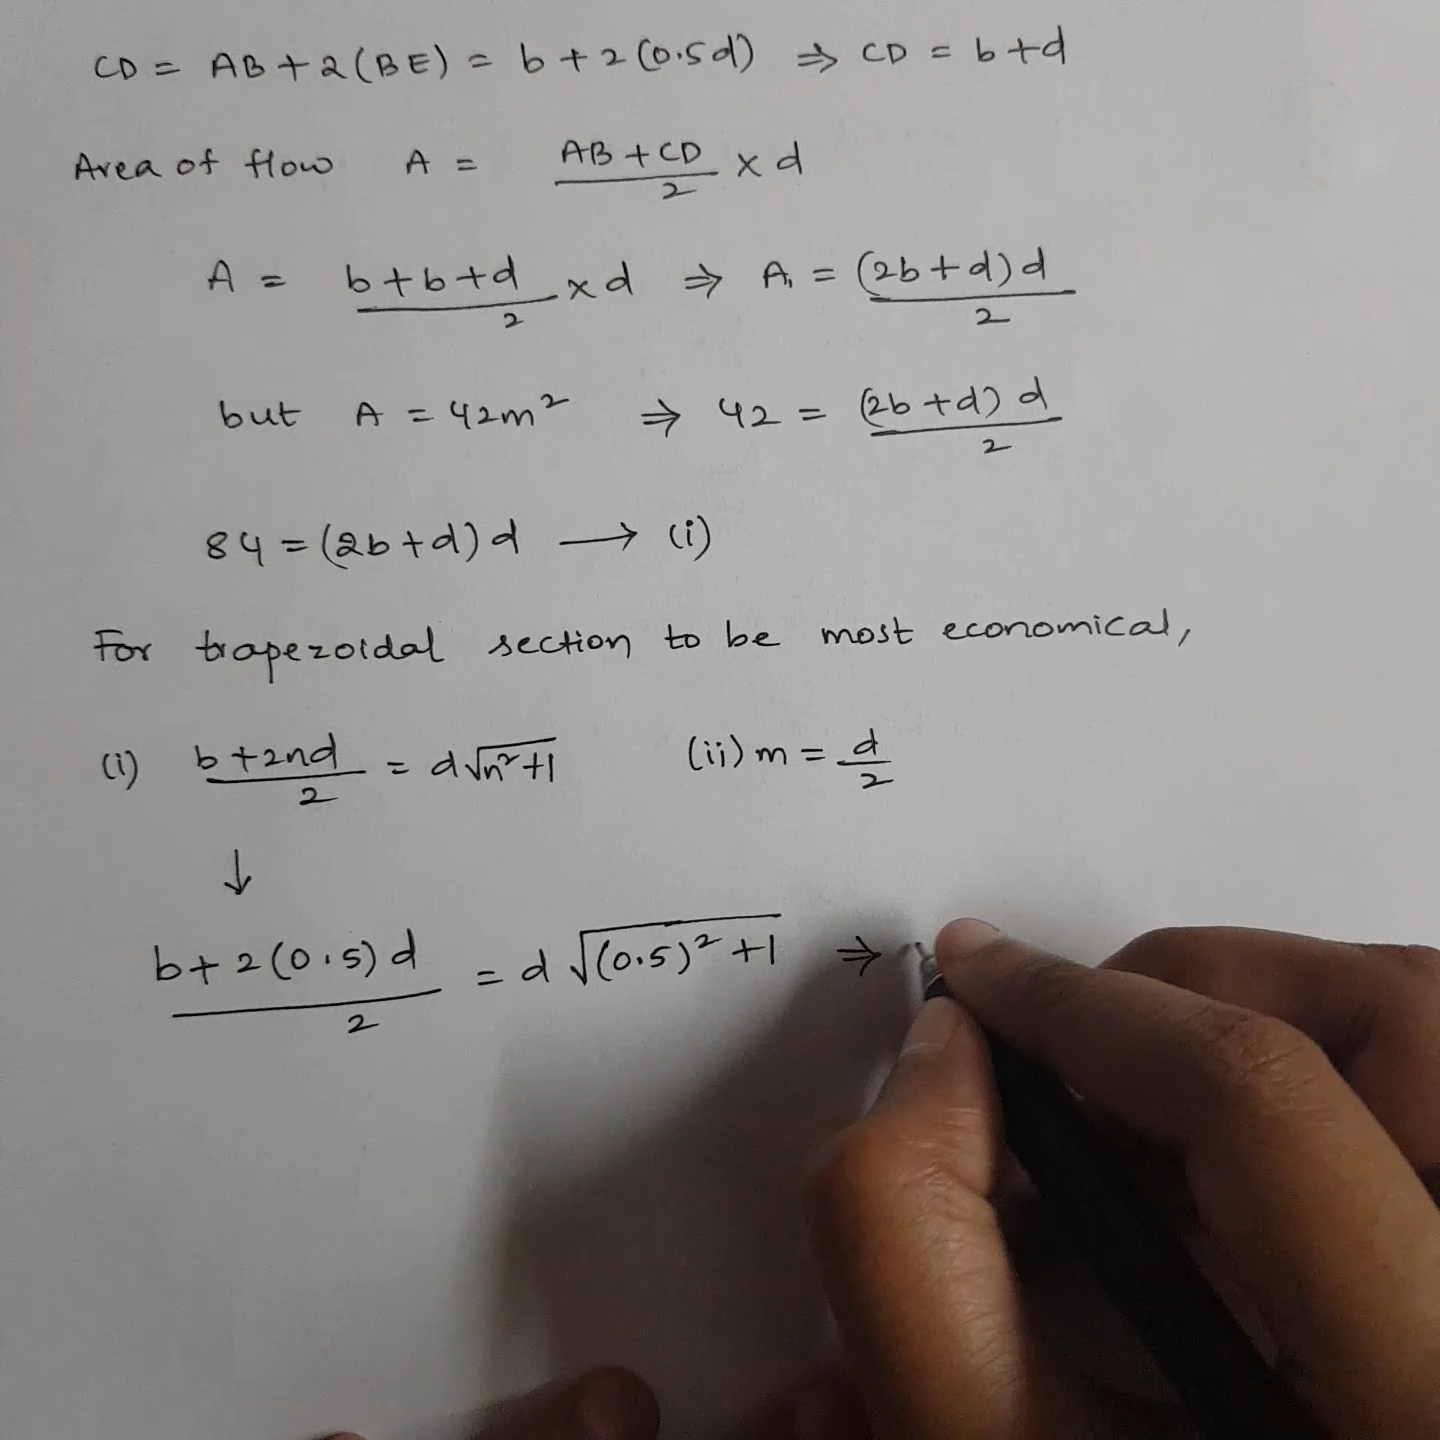 CD = AB + 2(BE) = b + 2(0.5d) ⇒ CD = b+d
Area of flow A = (AB + CD)/2 × d
A = (b+b+d)/2 × d ⇒ A, = (2b+d)d/2
but A = 42m² ⇒ 42 = (2b+d)d/2
84 = (2b+d)d → (i)
For trapezoidal section to be most economical,
(i) (b+2nd)/2 = d√(n²+1) (ii) m = d/2
↓
(b+2(0.5)d)/2 = d√((0.5)²+1) ⇒